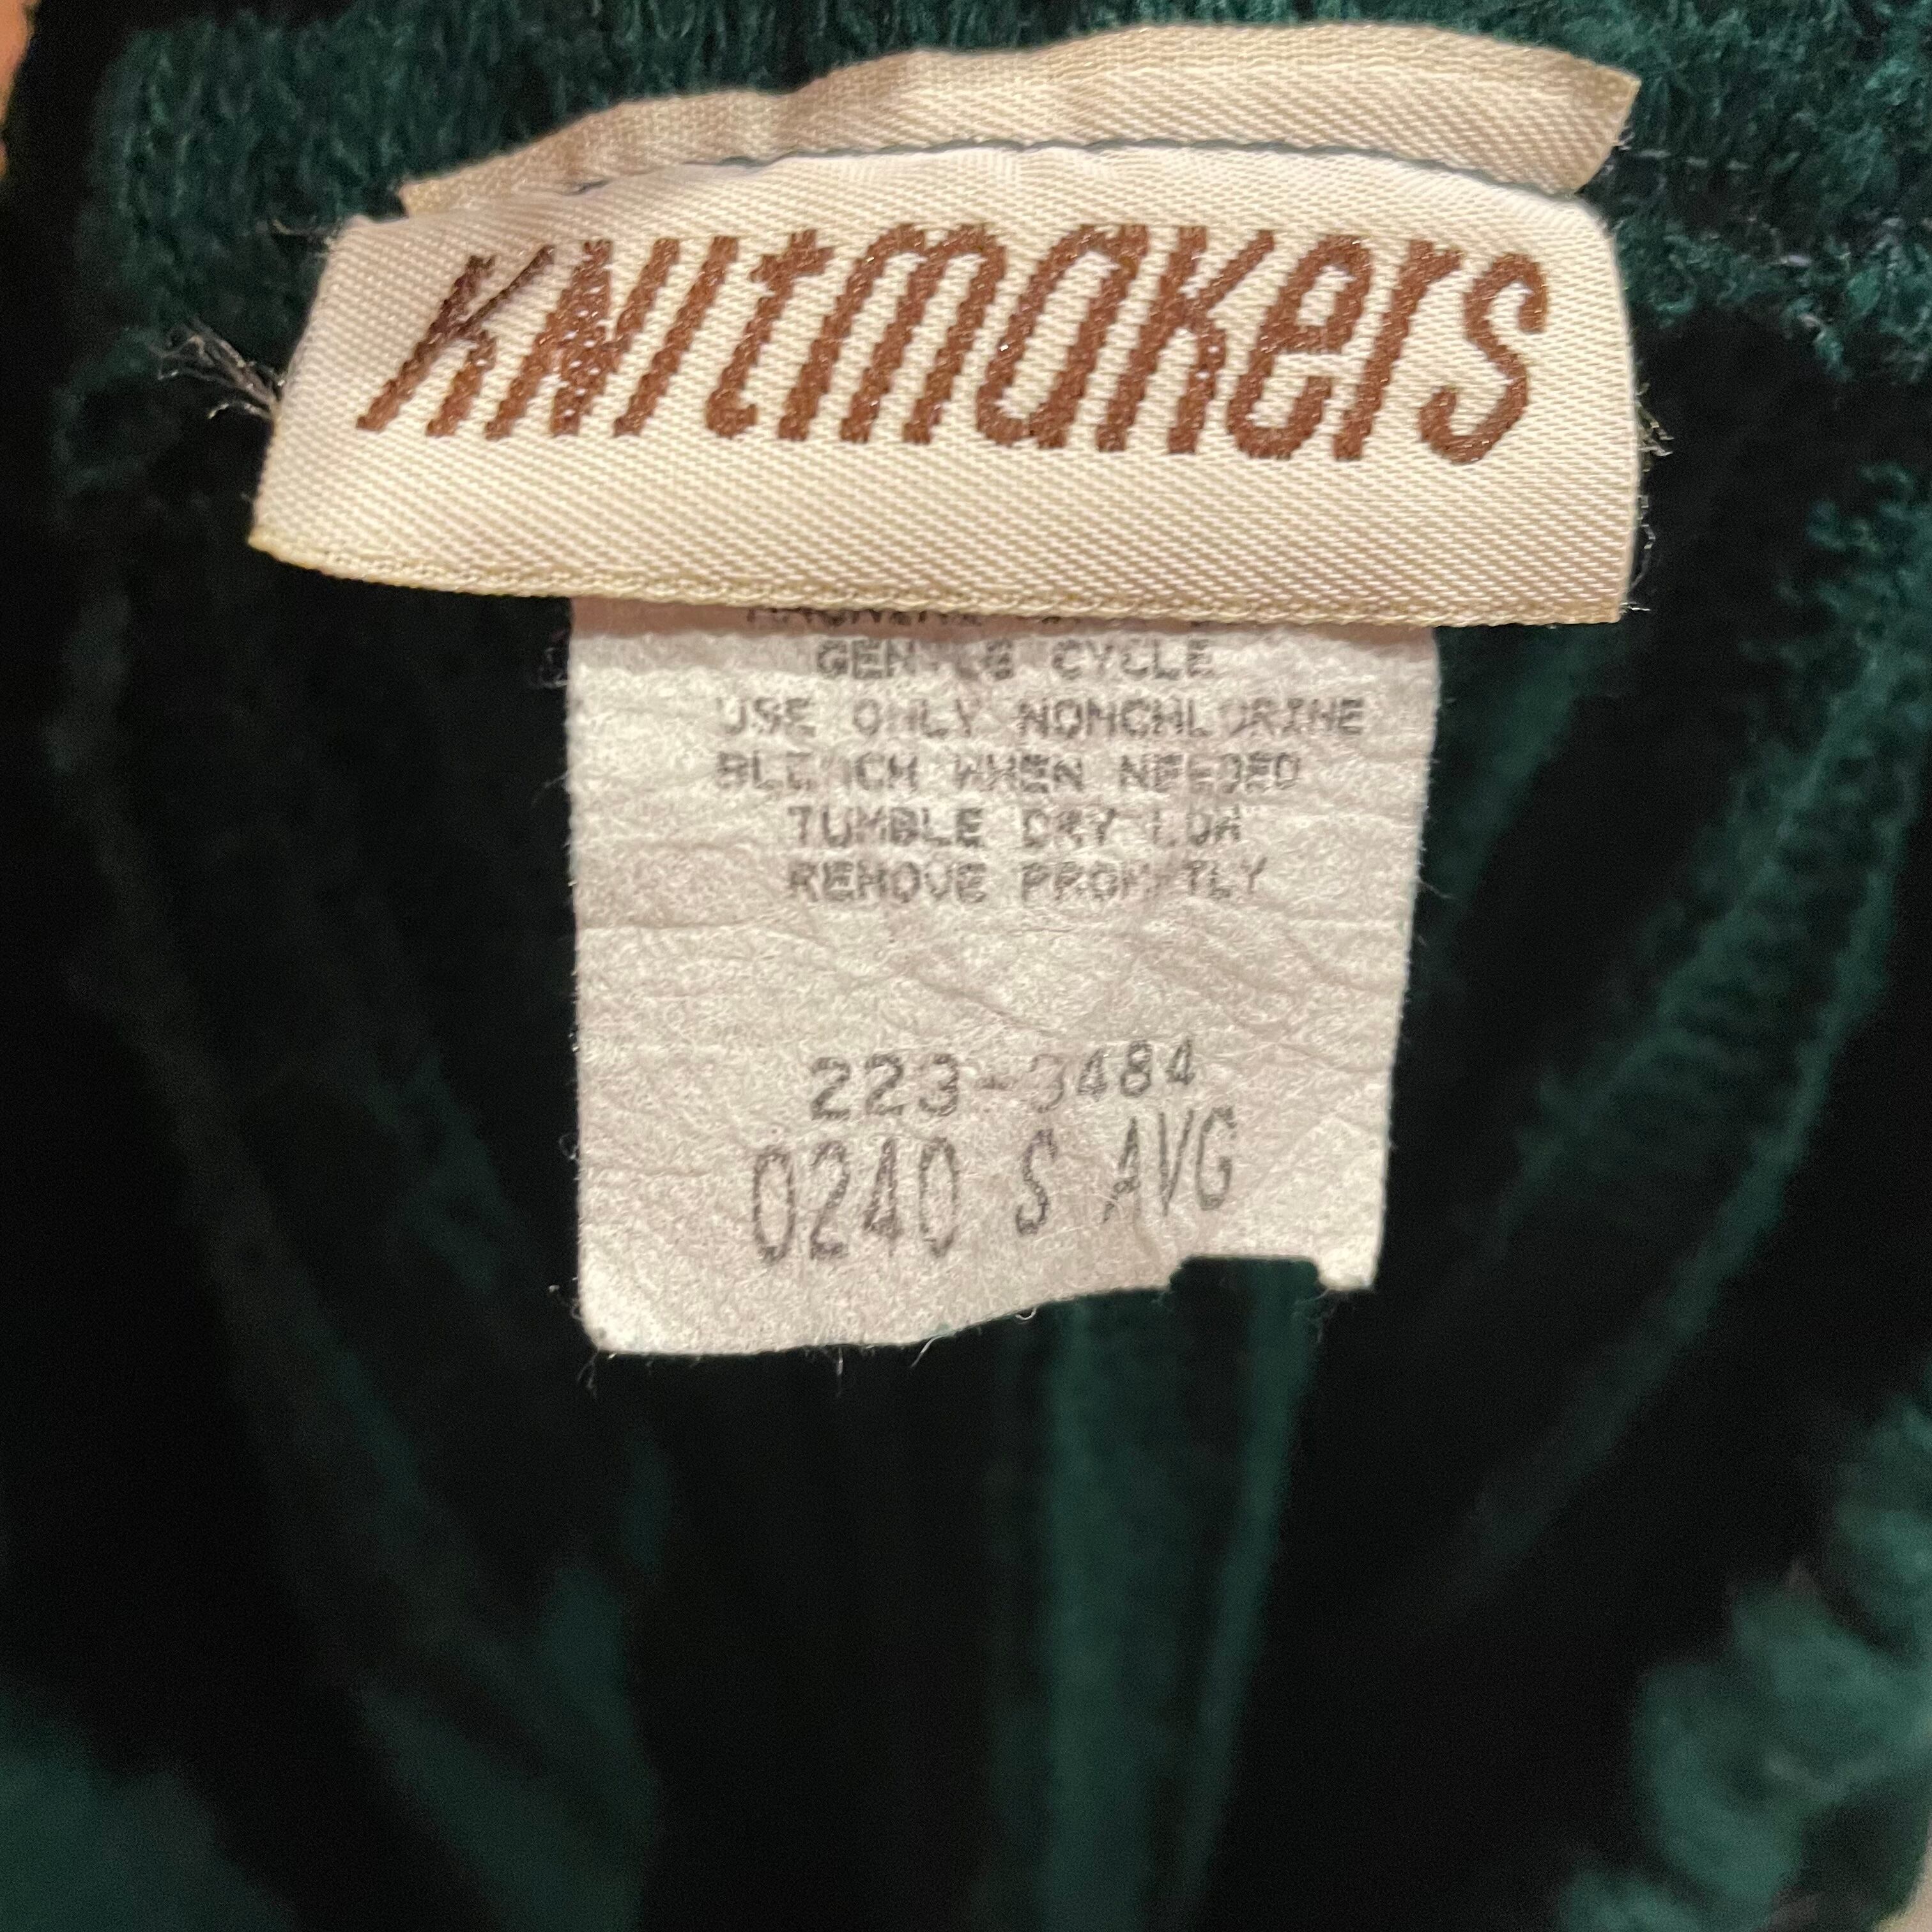 Knitmakers
GENTLE CYCLE
USE ONLY NONCHLORINE
BLEACH WHEN NEEDED
TUMBLE DRY LOW
REMOVE PROMPTLY
223-3484
0240 S AVG